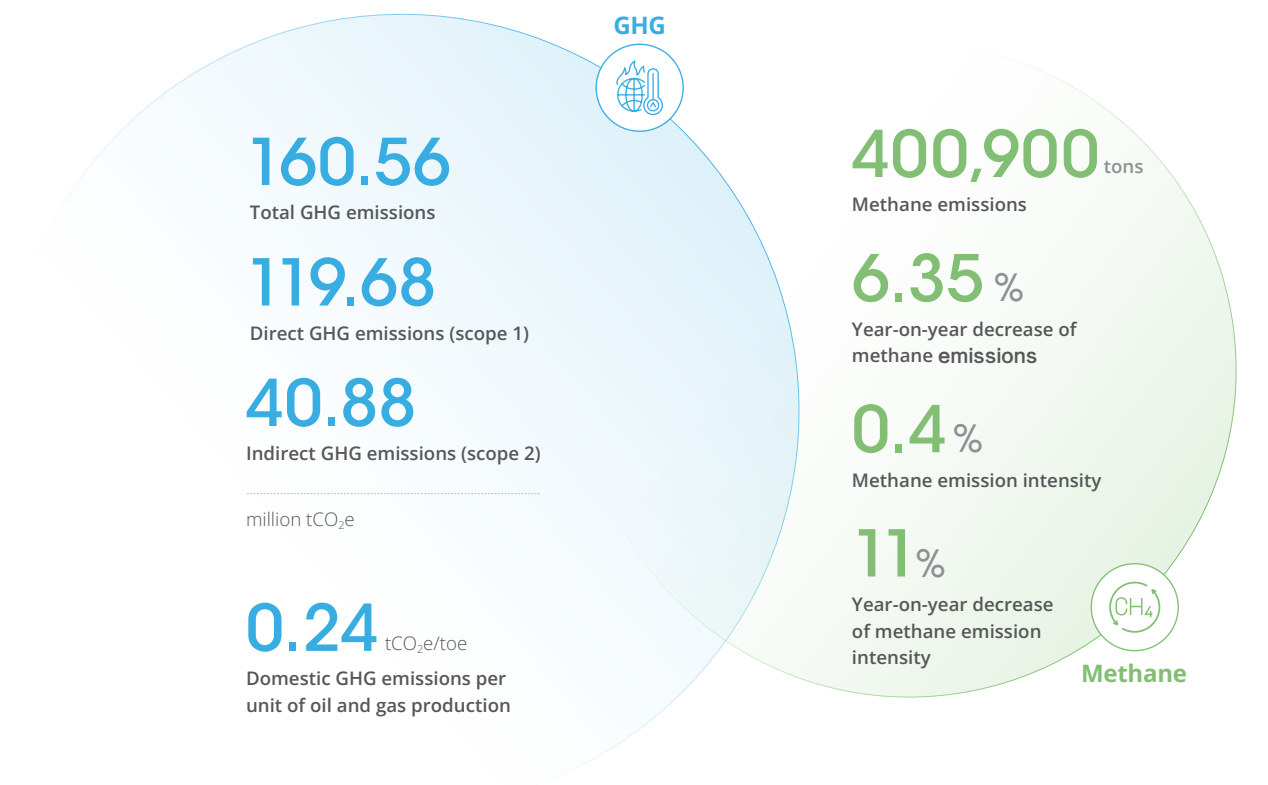 GHG
160.56
Total GHG emissions
119.68
Direct GHG emissions (scope 1)
40.88
Indirect GHG emissions (scope 2)
million tCO₂e
0.24 tCO₂e/toe
Domestic GHG emissions per
unit of oil and gas production
400,900 tons
Methane emissions
6.35 %
Year-on-year decrease of
methane emissions
0.4 %
Methane emission intensity
11 %
Year-on-year decrease
of methane emission
intensity
CH₄
Methane